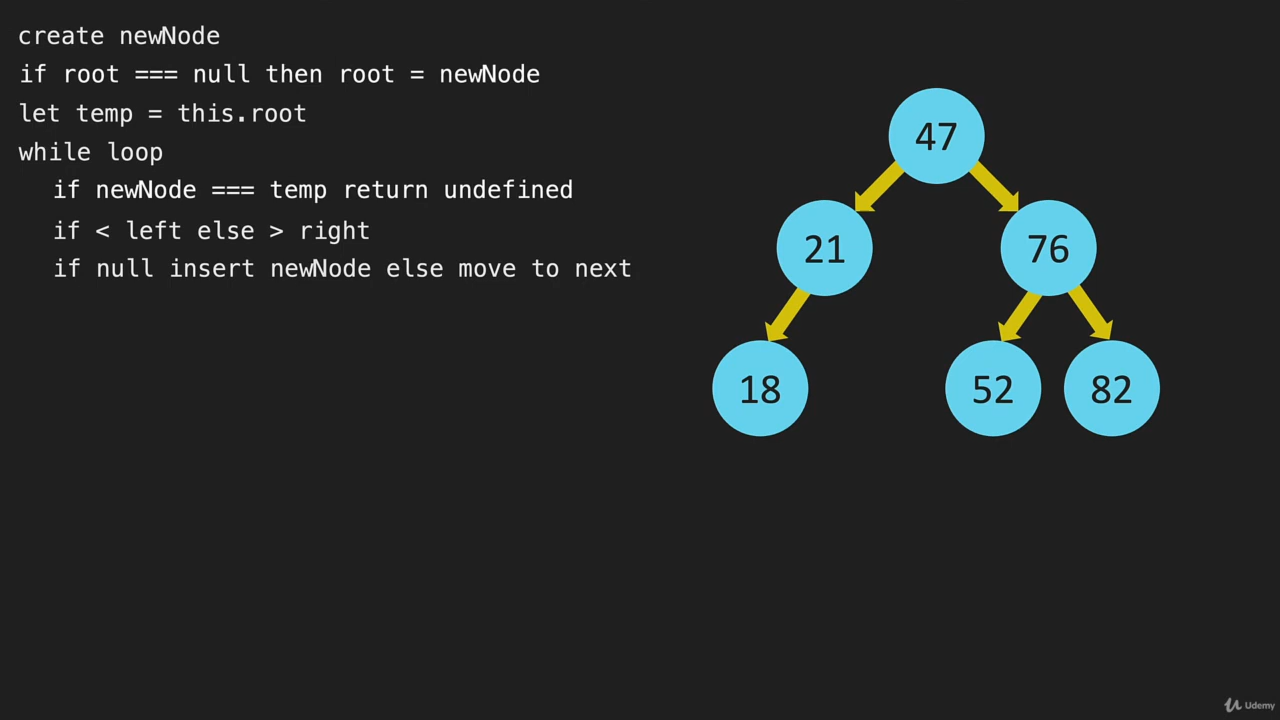 create newNode
if root === null then root = newNode
let temp = this.root
while loop
if newNode === temp return undefined
if < left else > right
if null insert newNode else move to next
47
21
76
18
52
82
Udemy